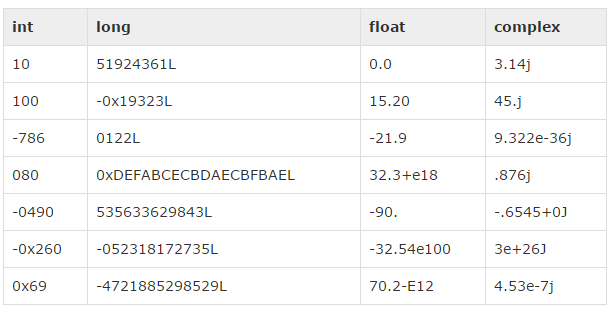 int long float complex
10 51924361L 0.0 3.14j
100 -0x19323L 15.20 45.j
-786 0122L -21.9 9.322e-36j
080 0xDEFABCECBDAECBFBAEL 32.3+e18 .876j
-0490 535633629843L -90. -.6545+0J
-0x260 -052318172735L -32.54e100 3e+26J
0x69 -4721885298529L 70.2-E12 4.53e-7j